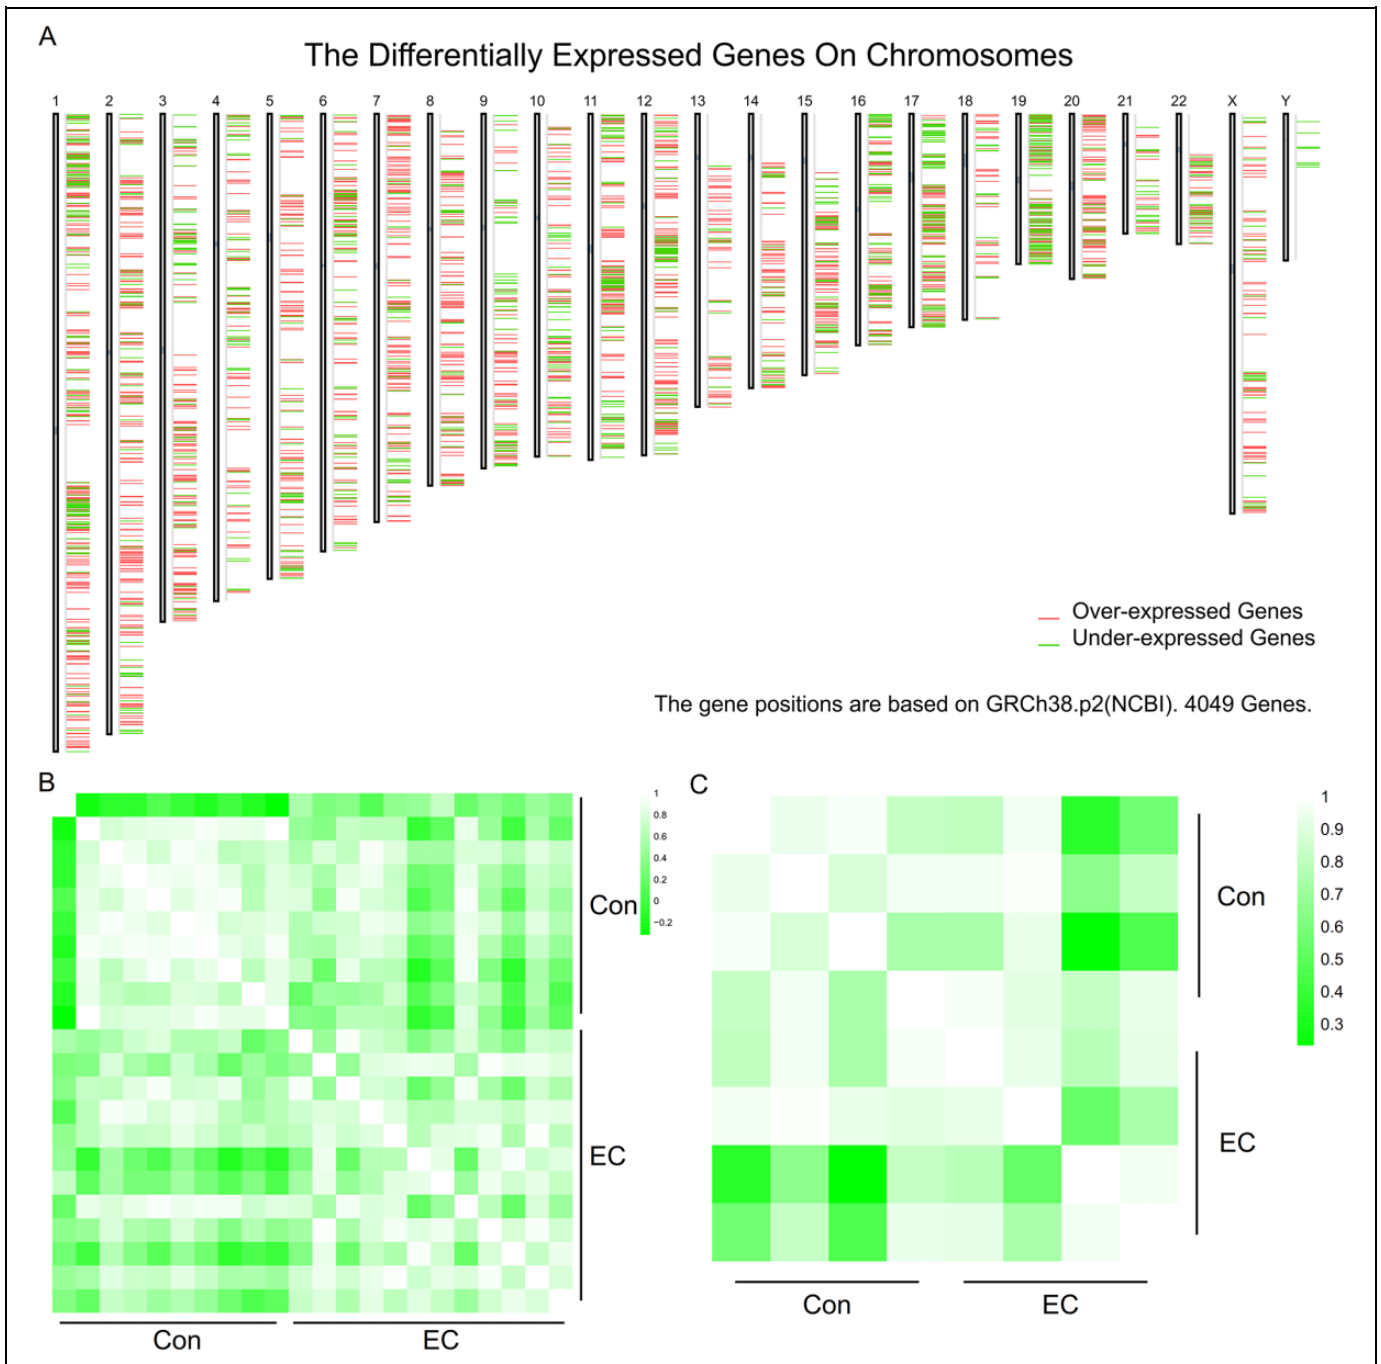 A
The Differentially Expressed Genes On Chromosomes
1 2 3 4 5 6 7 8 9 10 11 12 13 14 15 16 17 18 19 20 21 22 X Y
Over-expressed Genes
Under-expressed Genes
The gene positions are based on GRCh38.p2(NCBI). 4049 Genes.
B
1
0.8
0.6
0.4
0.2
0
−0.2
Con
EC
Con
EC
C
1
0.9
0.8
0.7
0.6
0.5
0.4
0.3
Con
EC
Con
EC